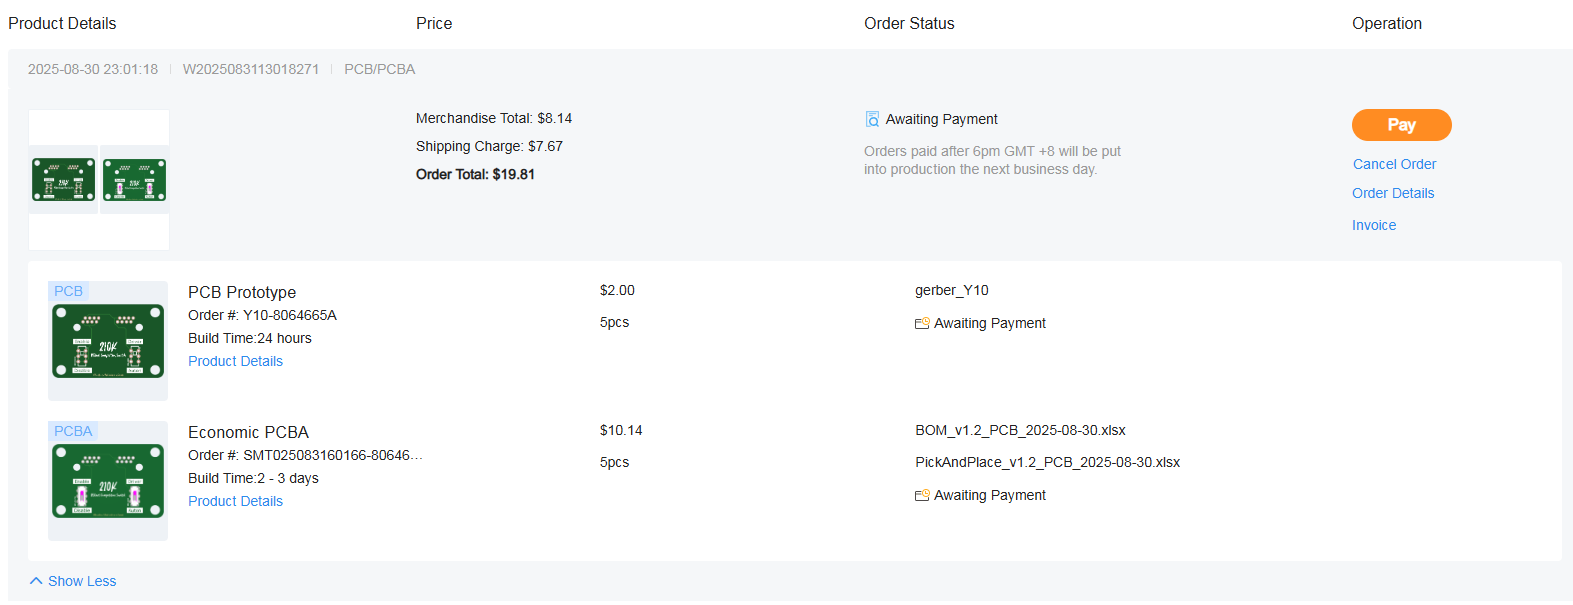 Product Details Price Order Status Operation
2025-08-30 23:01:18 W2025083113018271 PCB/PCBA
Merchandise Total: $8.14
Shipping Charge: $7.67
Order Total: $19.81
Awaiting Payment
Orders paid after 6pm GMT +8 will be put
into production the next business day.
Pay
Cancel Order
Order Details
Invoice
210K
210K
PCB
210K
PCB Prototype
Order #: Y10-8064665A
Build Time:24 hours
Product Details
$2.00
5pcs
gerber_Y10
Awaiting Payment
PCBA
210K
Economic PCBA
Order #: SMT025083160166-80646...
Build Time:2 - 3 days
Product Details
$10.14
5pcs
BOM_v1.2_PCB_2025-08-30.xlsx
PickAndPlace_v1.2_PCB_2025-08-30.xlsx
Awaiting Payment
Show Less